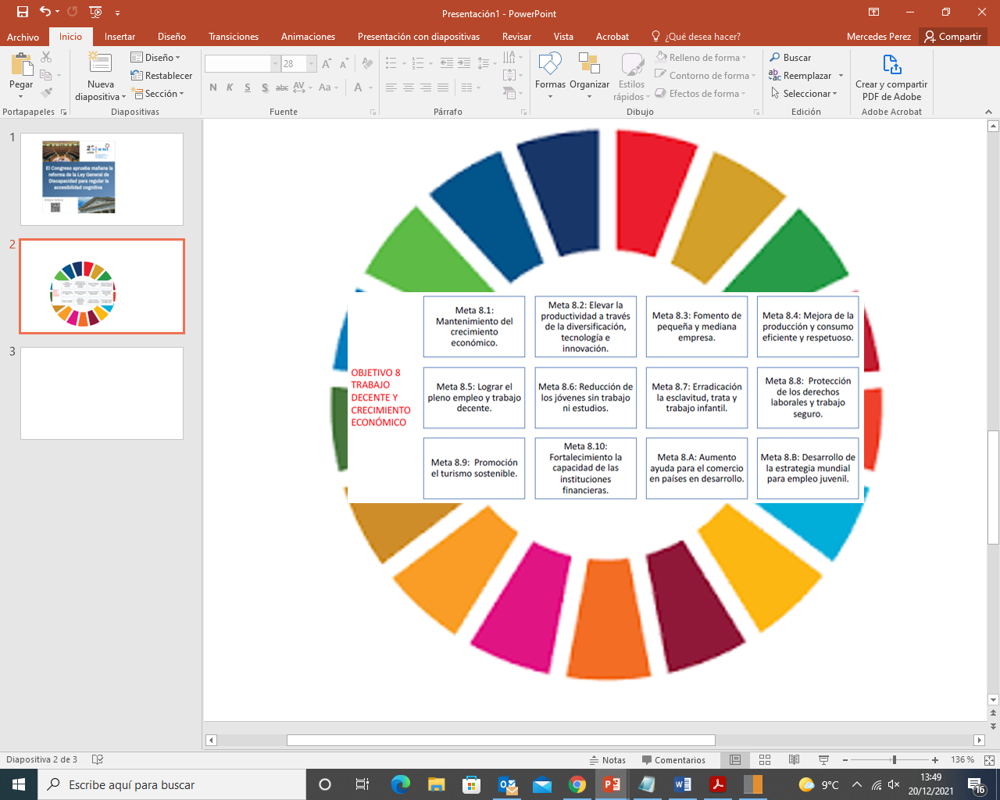 Presentación1 - PowerPoint
Archivo Inicio Insertar Diseño Transiciones Animaciones Presentación con diapositivas Revisar Vista Acrobat ¿Qué desea hacer? Mercedes Perez Compartir
Pegar
Portapapeles
Nueva
diapositiva
Diseño
Restablecer
Sección
Diapositivas
28
N K S S abc AV Aa A
Fuente
Párrafo
Formas
Organizar
Estilos
rápidos
Relleno de forma
Contorno de forma
Efectos de forma
Dibujo
Buscar
Reemplazar
Seleccionar
Edición
Crear y compartir
PDF de Adobe
Adobe Acrobat
1
El Congreso aprueba mañana la
reforma de la Ley General de
Discapacidad para regular la
accesibilidad cognitiva
2
3
OBJETIVO 8
TRABAJO
DECENTE Y
CRECIMIENTO
ECONÓMICO
Meta 8.1:
Mantenimiento del
crecimiento
económico.
Meta 8.2: Elevar la
productividad a través
de la diversificación,
tecnología e
innovación.
Meta 8.3: Fomento de
pequeña y mediana
empresa.
Meta 8.4: Mejora de la
producción y consumo
eficiente y respetuoso.
Meta 8.5: Lograr el
pleno empleo y trabajo
decente.
Meta 8.6: Reducción de
los jóvenes sin trabajo
ni estudios.
Meta 8.7: Erradicación
la esclavitud, trata y
trabajo infantil.
Meta 8.8: Protección
de los derechos
laborales y trabajo
seguro.
Meta 8.9: Promoción
el turismo sostenible.
Meta 8.10:
Fortalecimiento la
capacidad de las
instituciones
financieras.
Meta 8.A: Aumento
ayuda para el comercio
en países en desarrollo.
Meta 8.B: Desarrollo de
la estrategia mundial
para empleo juvenil.
Diapositiva 2 de 3 Notas Comentarios 136 %
Escribe aquí para buscar
9°C
13:49
20/12/2021
16